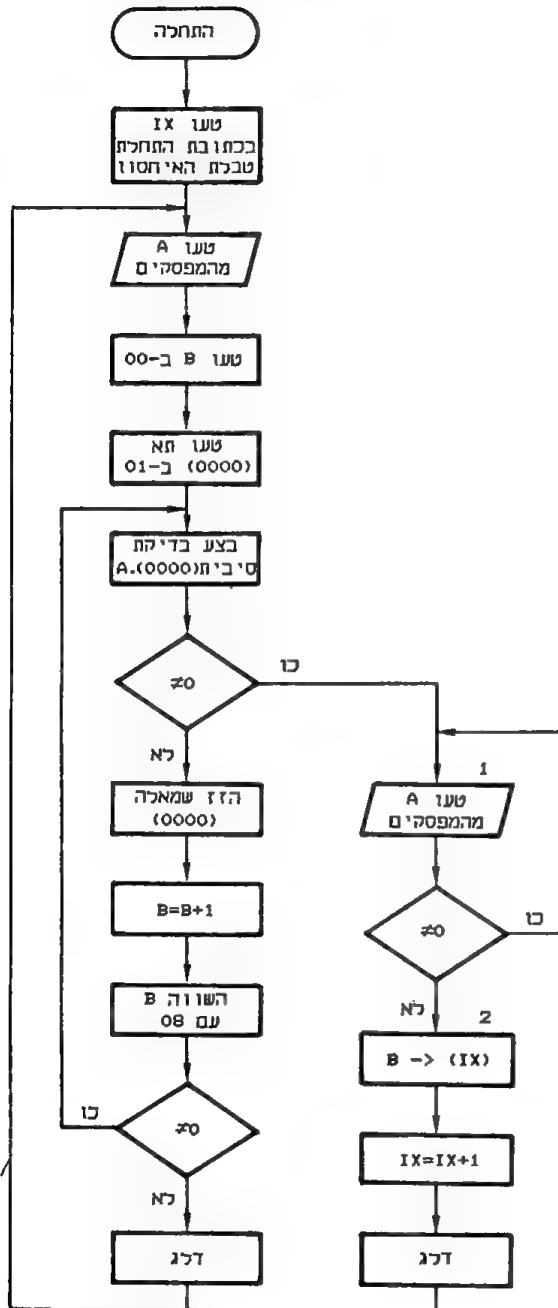 התחלה
טען IX
בכתובת התחלת
טבלת האיחסון
טען A
מהמפסקים
טען B ב-00
טען תא
(0000) ב-01
בצע בדיקת
סיבית(0000).A
≠0
כן
לא
הזז שמאלה
(0000)
B=B+1
השווה B
עם 08
≠0
כן
לא
דלג
1
טען A
מהמפסקים
≠0
כן
לא
2
B -> (IX)
IX=IX+1
דלג